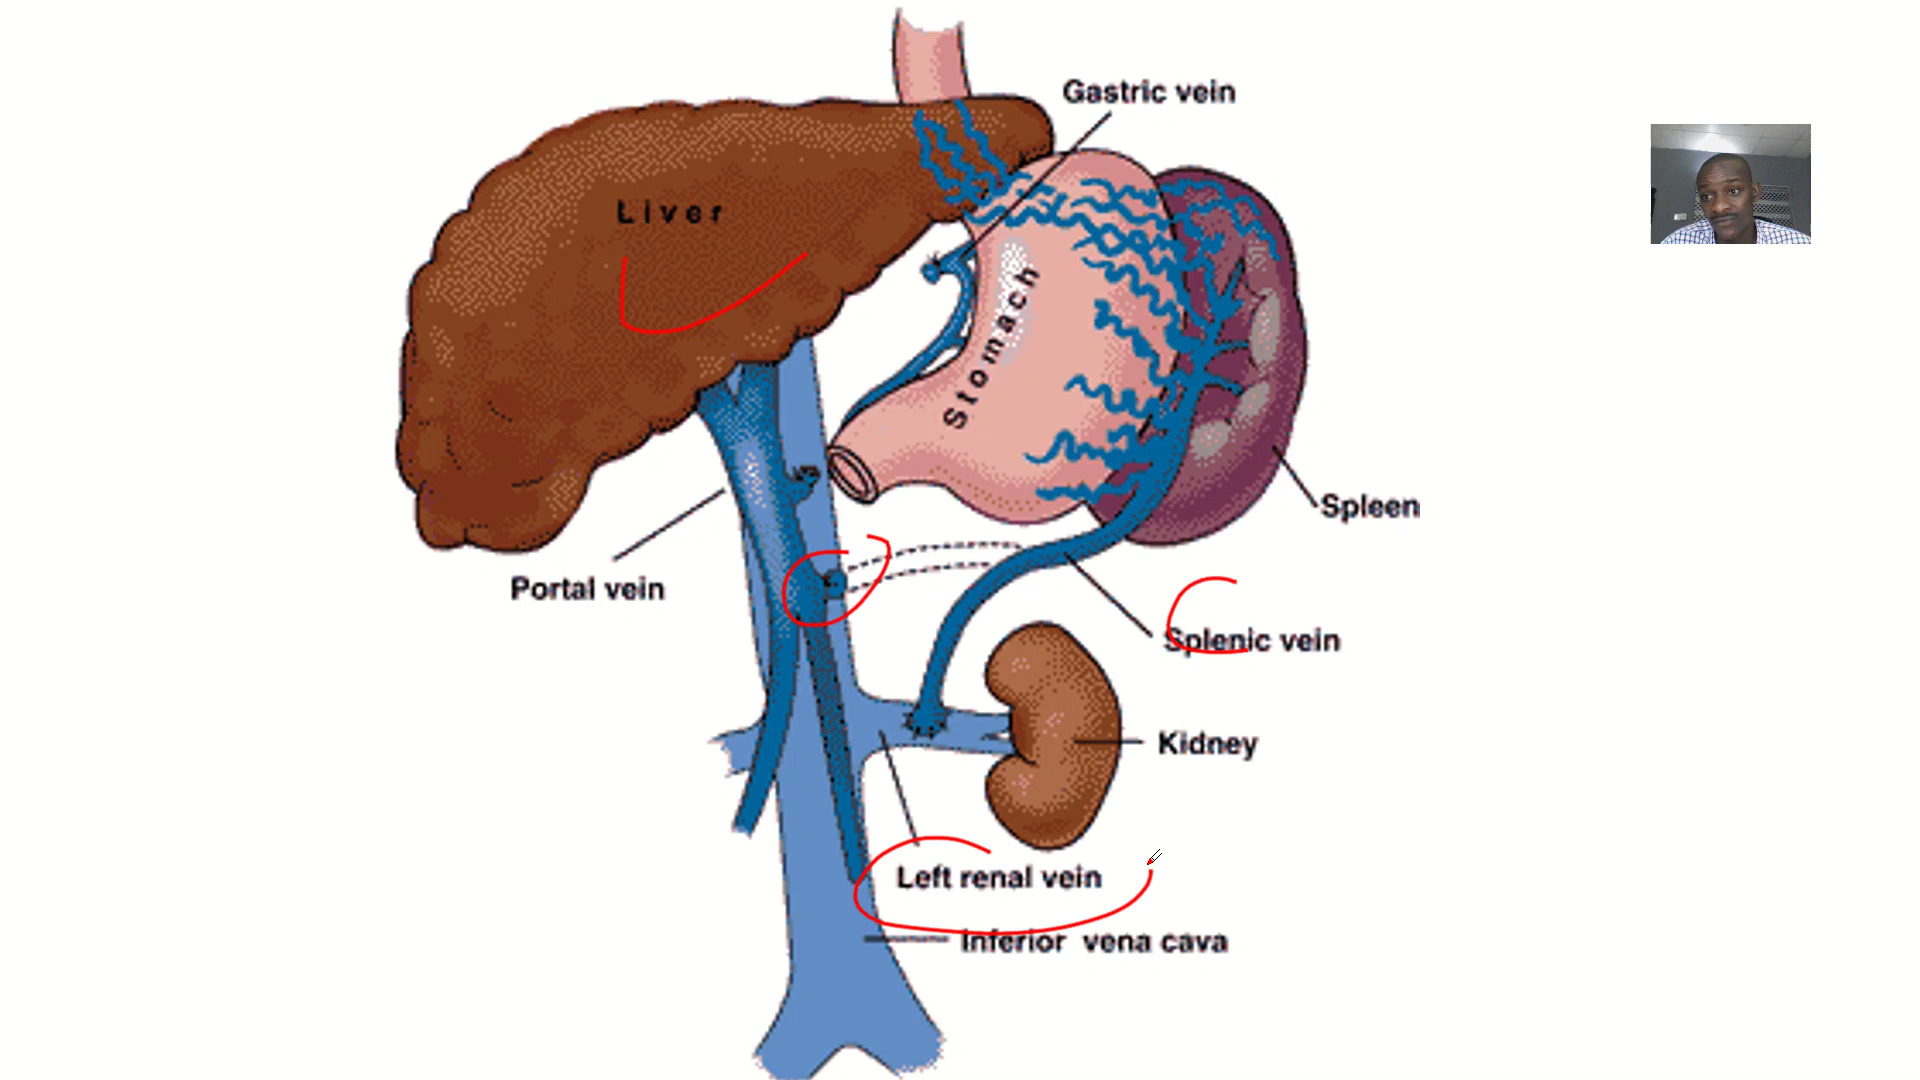 Gastric vein
Liver
Stomach
Spleen
Portal vein
Splenic vein
Kidney
Left renal vein
Inferior vena cava